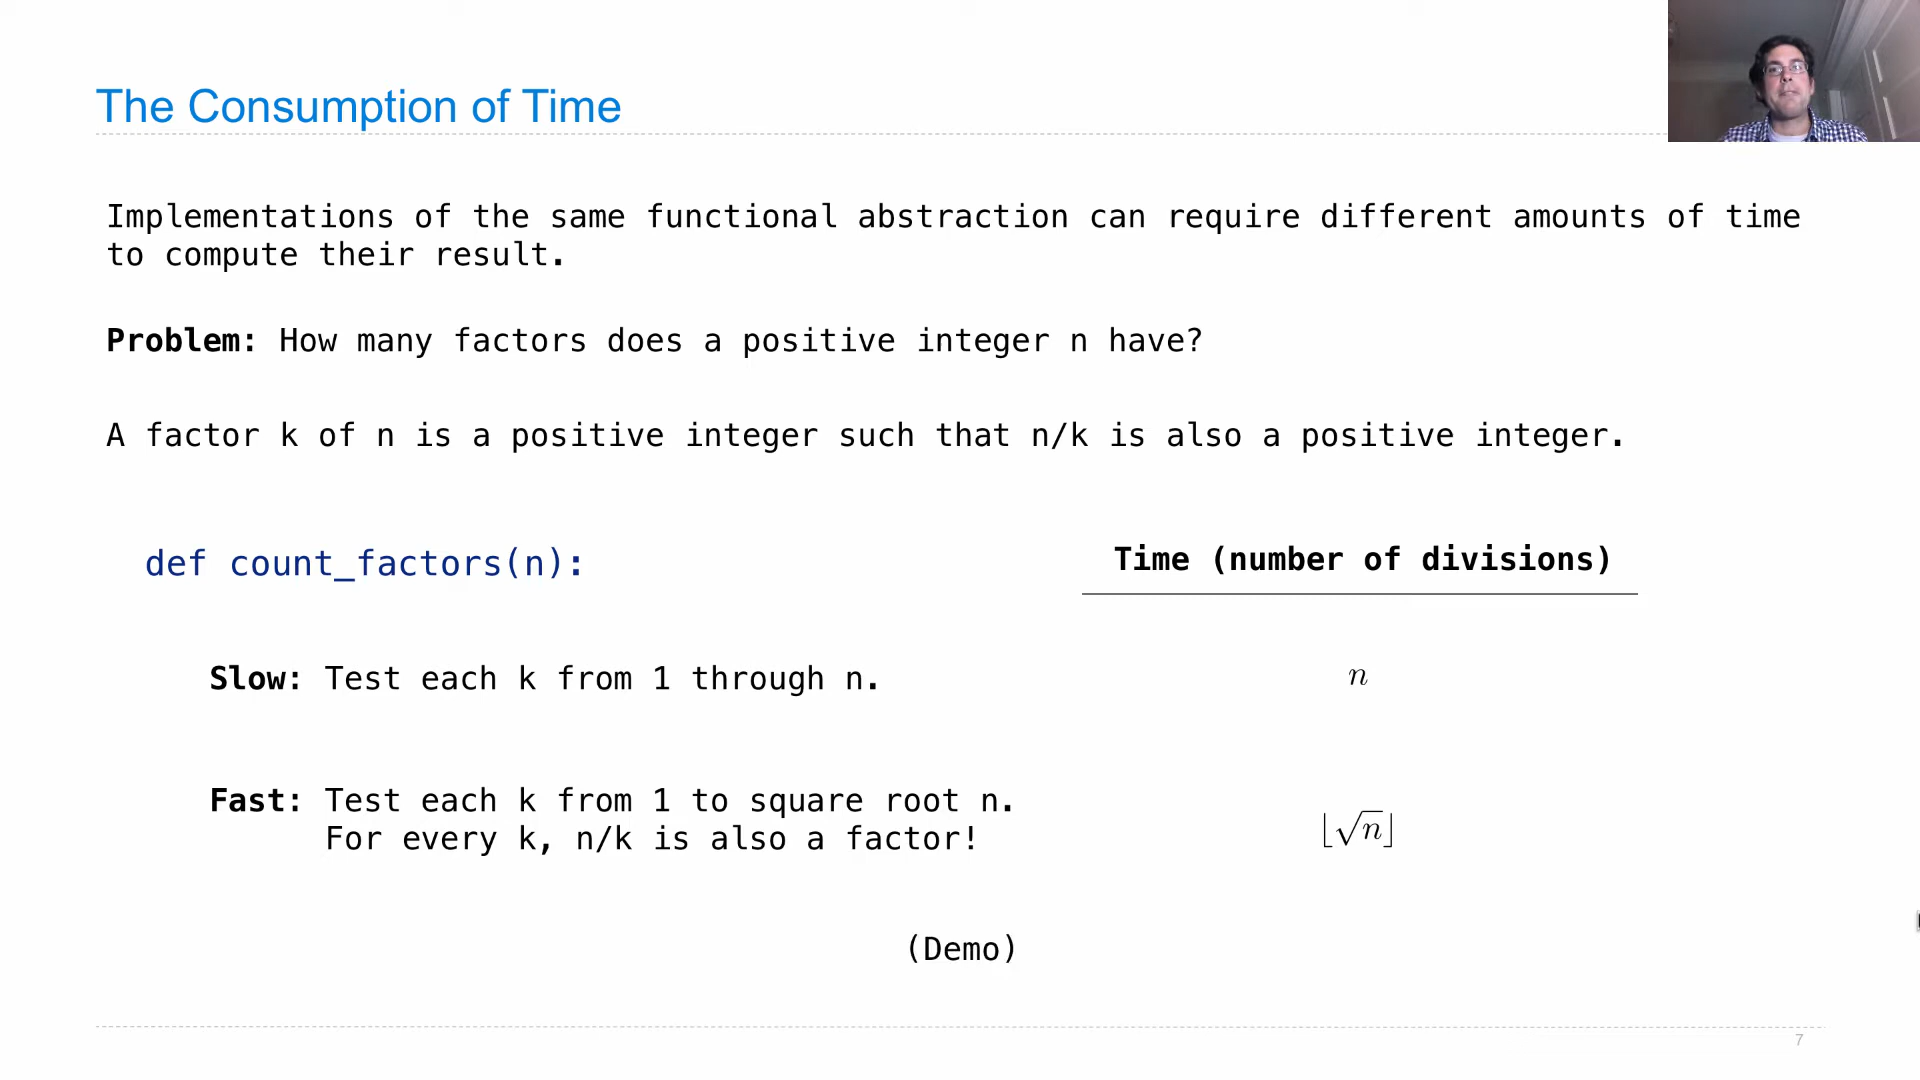 The Consumption of Time
Implementations of the same functional abstraction can require different amounts of time
to compute their result.
Problem: How many factors does a positive integer n have?
A factor k of n is a positive integer such that n/k is also a positive integer.
def count_factors(n):
Time (number of divisions)
Slow: Test each k from 1 through n.
n
Fast: Test each k from 1 to square root n.
For every k, n/k is also a factor!
⌊√n⌋
(Demo)
7